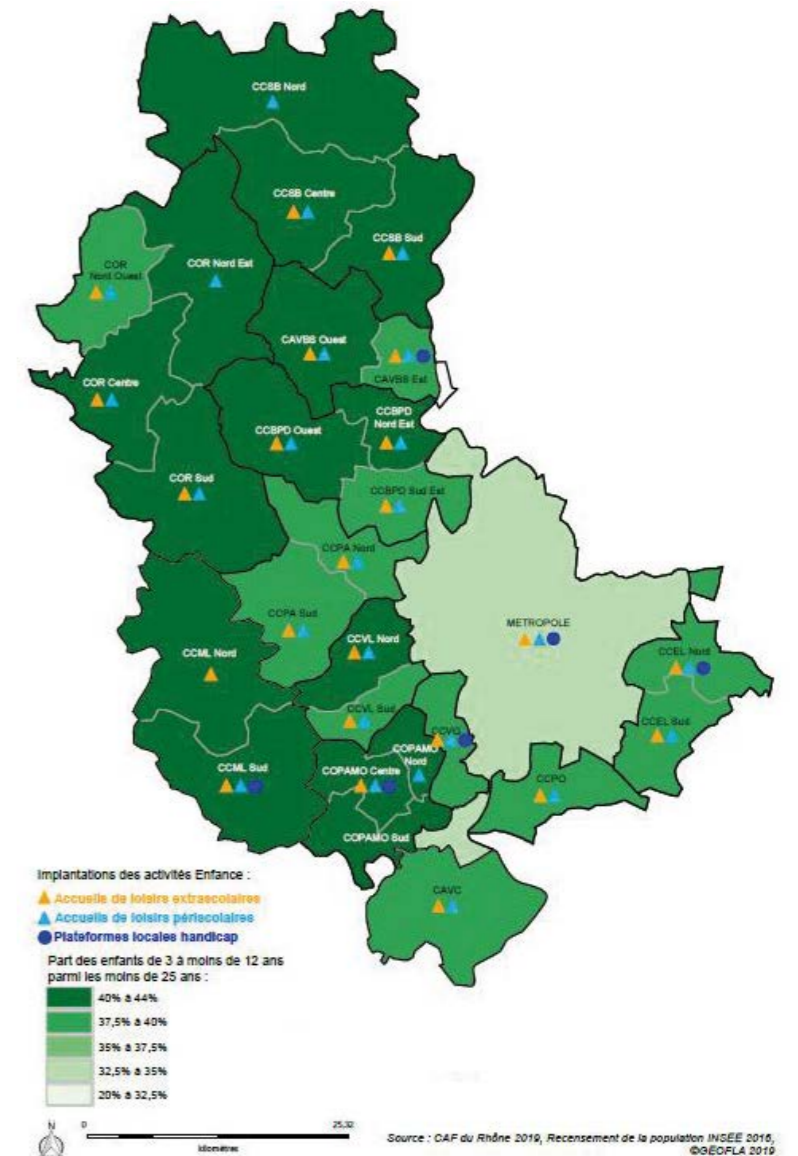 CCSB Nord
CCSB Centre
CCSB Sud
COR
Nord Ouest
COR Nord Est
CAVBS Ouest
CAVBS Est
COR Centre
CCBPD
Nord Est
CCBPD Ouest
COR Sud
CCBPD Sud Est
CCPA Nord
CCPA Sud
METROPOLE
CCVL Nord
CCML Nord
CCEL Nord
CCVL Sud
CCEL Sud
CCVG
COPAMO
Nord
CCML Sud
COPAMO Centre
CCPO
COPAMO Sud
CAVC
Implantations des activités Enfance :
Accueils de loisirs extrascolaires
Accueils de loisirs périscolaires
Plateformes locales handicap
Part des enfants de 3 à moins de 12 ans
parmi les moins de 25 ans :
40% à 44%
37,5% à 40%
35% à 37,5%
32,5% à 35%
20% à 32,5%
N
0
25,32
kilomètres
Source : CAF du Rhône 2019, Recensement de la population INSEE 2016,
©GÉOFLA 2019